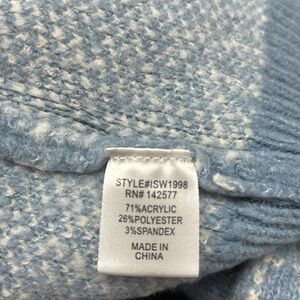 STYLE#ISW1998
RN# 142577
71%ACRYLIC
26%POLYESTER
3%SPANDEX
MADE IN
CHINA